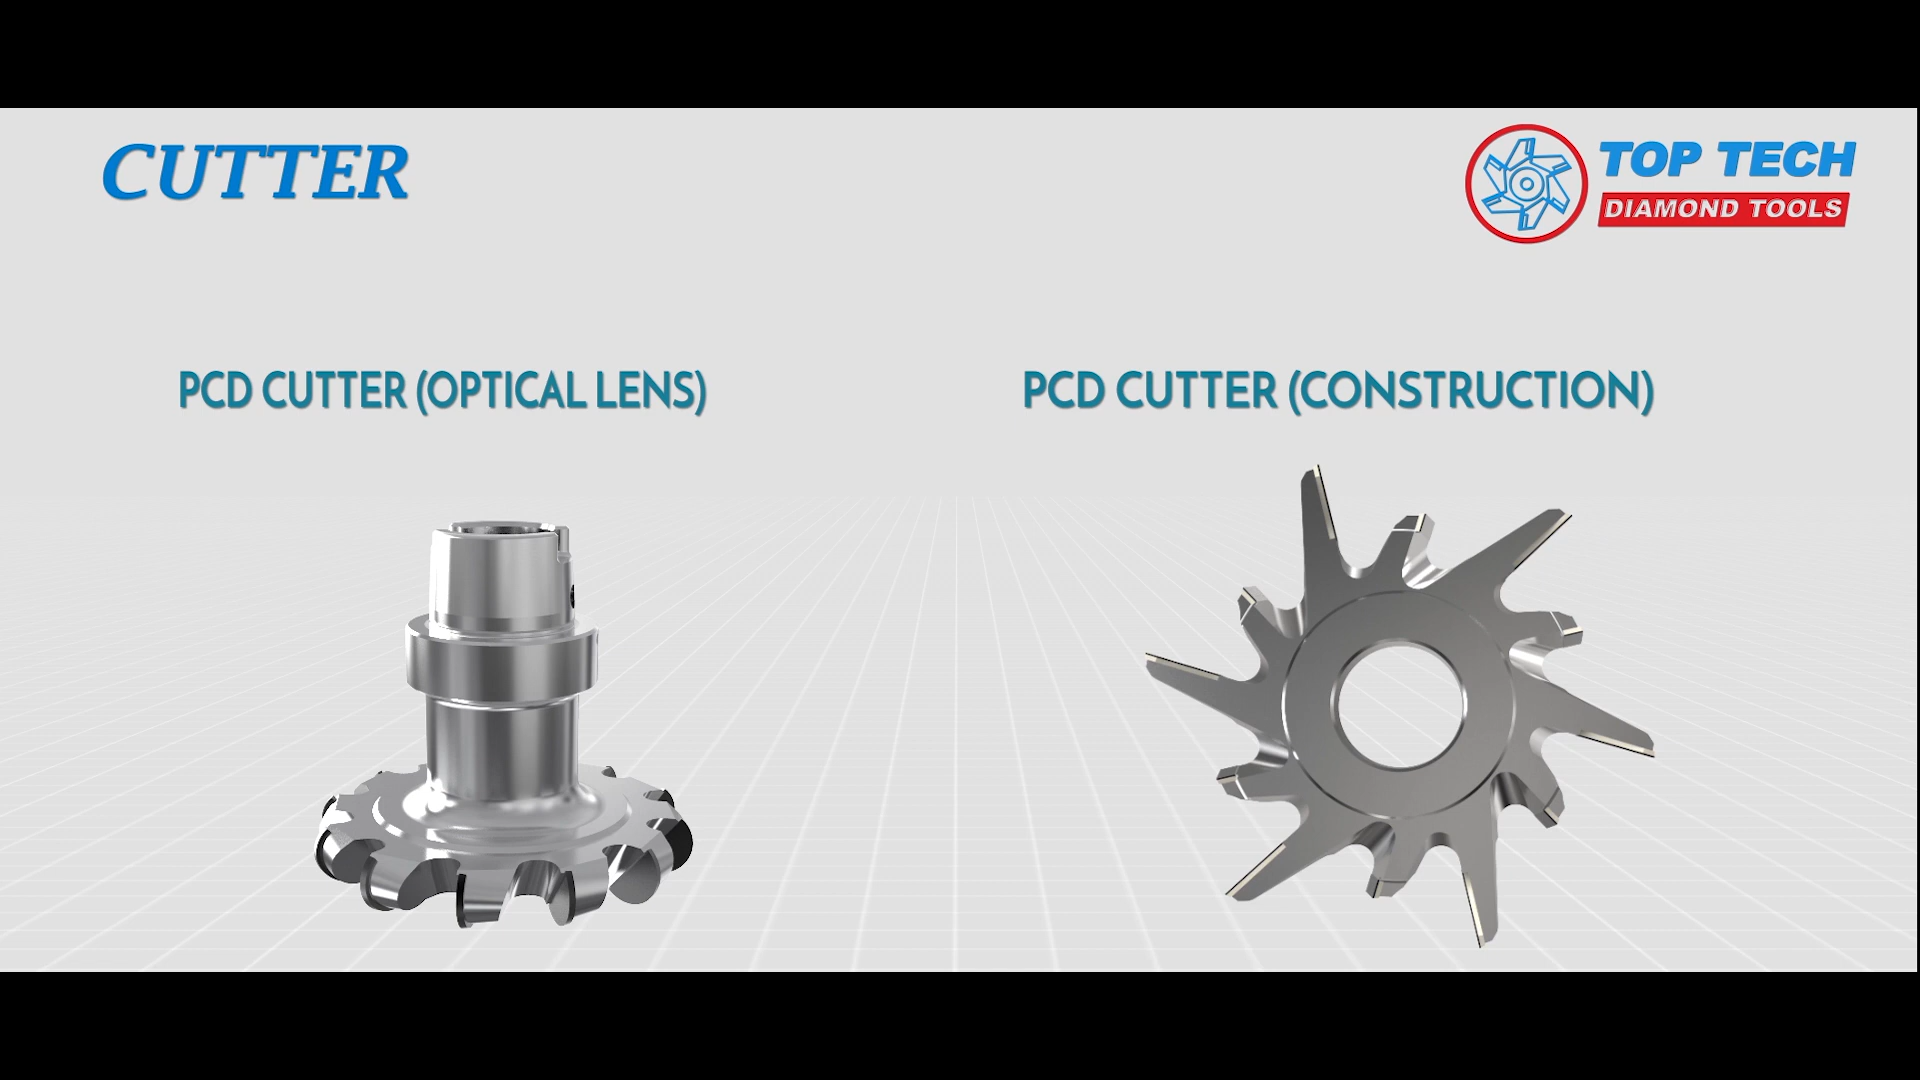 CUTTER
TOP TECH
DIAMOND TOOLS
PCD CUTTER (OPTICAL LENS)
PCD CUTTER (CONSTRUCTION)